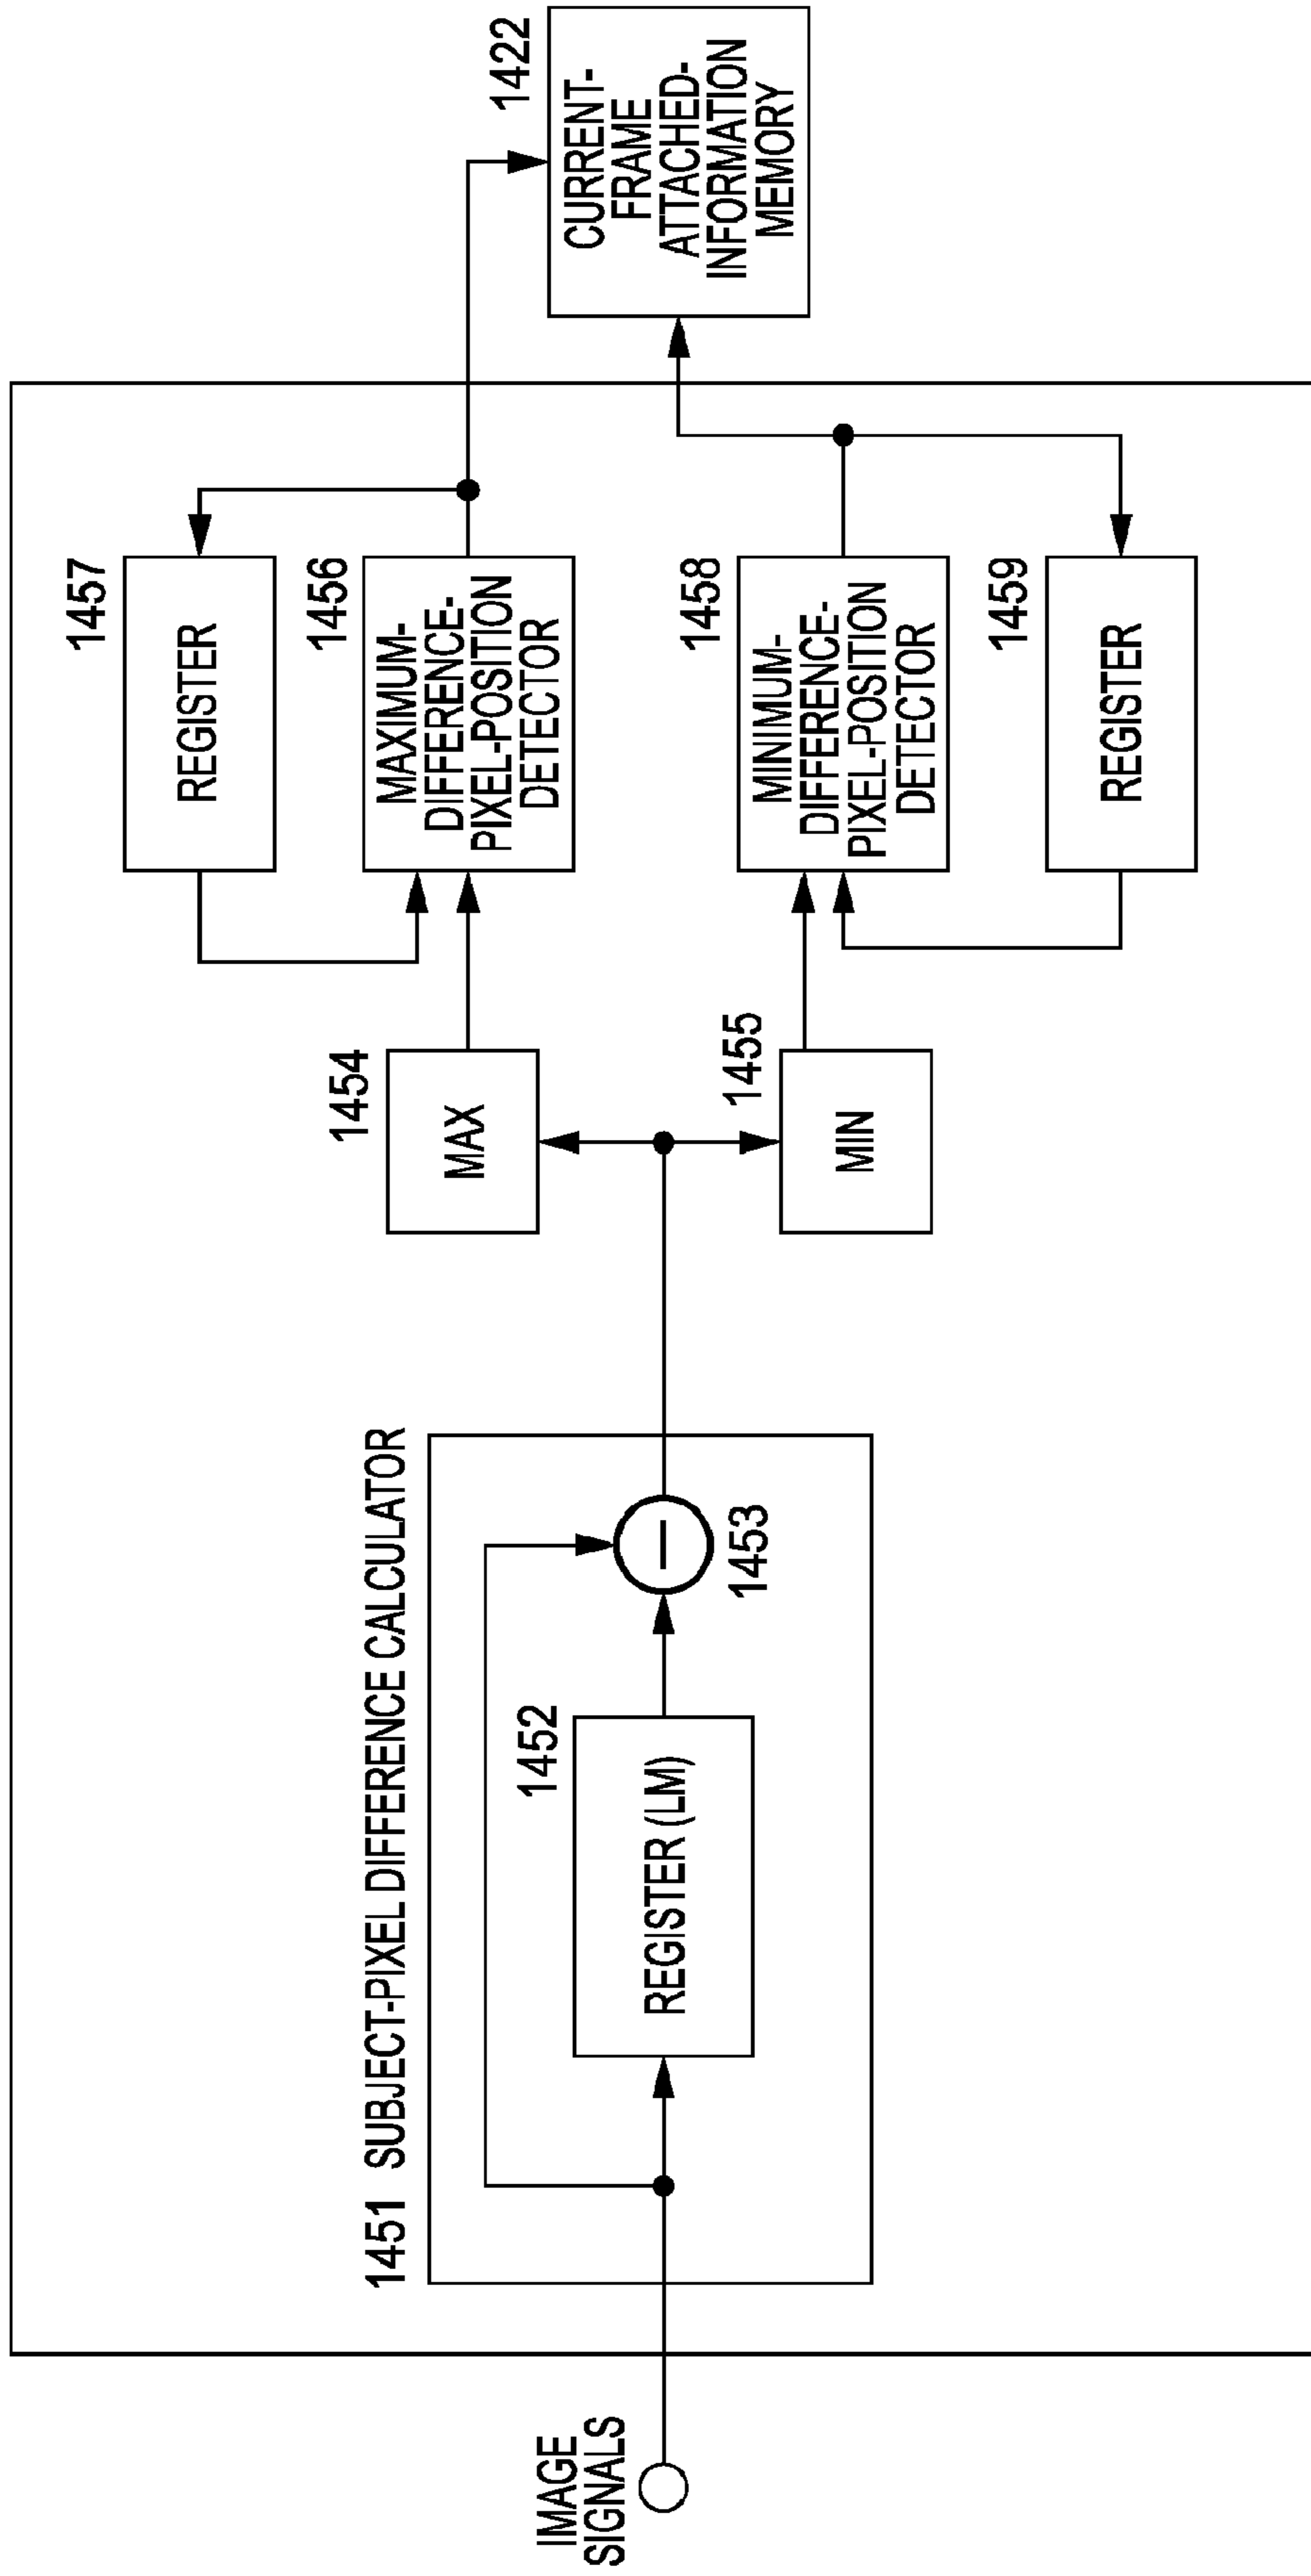 IMAGE
SIGNALS
1451 SUBJECT-PIXEL DIFFERENCE CALCULATOR
1452
REGISTER (LM)
1453
1454
MAX
1455
MIN
1457
REGISTER
1456
MAXIMUM-
DIFFERENCE-
PIXEL-POSITION
DETECTOR
1458
MINIMUM-
DIFFERENCE-
PIXEL-POSITION
DETECTOR
1459
REGISTER
1422
CURRENT-
FRAME
ATTACHED-
INFORMATION
MEMORY